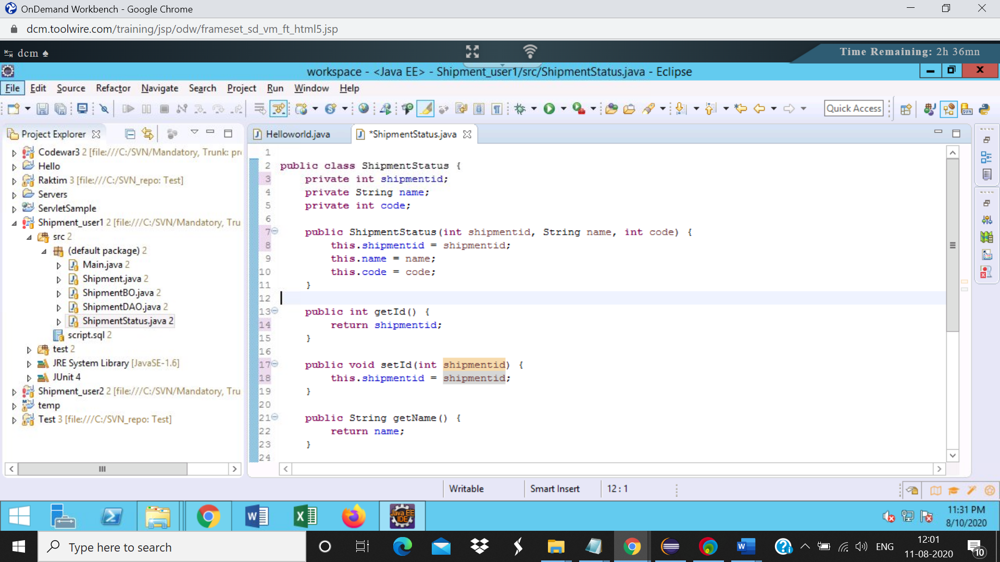 OnDemand Workbench - Google Chrome
dcm.toolwire.com/training/jsp/odw/frameset_sd_vm_ft_html5.jsp
dcm ♠
Time Remaining: 2h 36mn
workspace - <Java EE> - Shipment_user1/src/ShipmentStatus.java - Eclipse
File Edit Source Refactor Navigate Search Project Run Window Help
Quick Access
Project Explorer
Codewar3 2 [file:///C:/SVN/Mandatory, Trunk: pr
Hello
Raktim 3 [file:///C:/SVN_repo: Test]
Servers
ServletSample
Shipment_user1 2 [file:///C:/SVN/Mandatory, Tru
src 2
(default package) 2
Main.java 2
Shipment.java 2
ShipmentBO.java 2
ShipmentDAO.java 2
ShipmentStatus.java 2
script.sql 2
test 2
JRE System Library [JavaSE-1.6]
JUnit 4
Shipment_user2 2 [file:///C:/SVN/Mandatory, Tru
temp
Test 3 [file:///C:/SVN_repo: Test]
Helloworld.java
*ShipmentStatus.java
1
2 public class ShipmentStatus {
3 private int shipmentid;
4 private String name;
5 private int code;
6
7 public ShipmentStatus(int shipmentid, String name, int code) {
8 this.shipmentid = shipmentid;
9 this.name = name;
10 this.code = code;
11 }
12
13 public int getId() {
14 return shipmentid;
15 }
16
17 public void setId(int shipmentid) {
18 this.shipmentid = shipmentid;
19 }
20
21 public String getName() {
22 return name;
23 }
24
Writable
Smart Insert
12 : 1
Java EE
IDE
11:31 PM
8/10/2020
Type here to search
ENG
12:01
11-08-2020
10